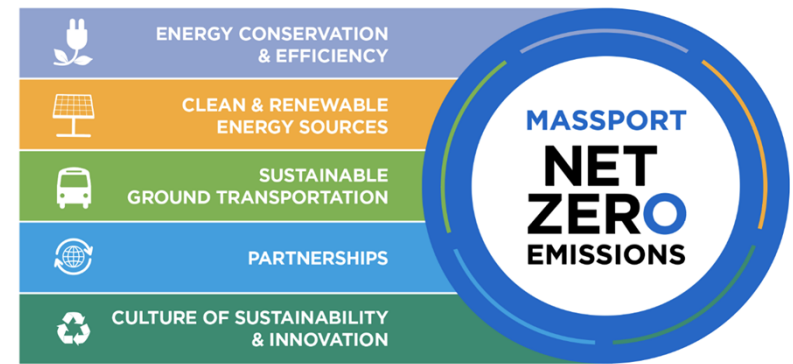 ENERGY CONSERVATION
& EFFICIENCY
CLEAN & RENEWABLE
ENERGY SOURCES
SUSTAINABLE
GROUND TRANSPORTATION
PARTNERSHIPS
CULTURE OF SUSTAINABILITY
& INNOVATION
MASSPORT
NET
ZERO
EMISSIONS